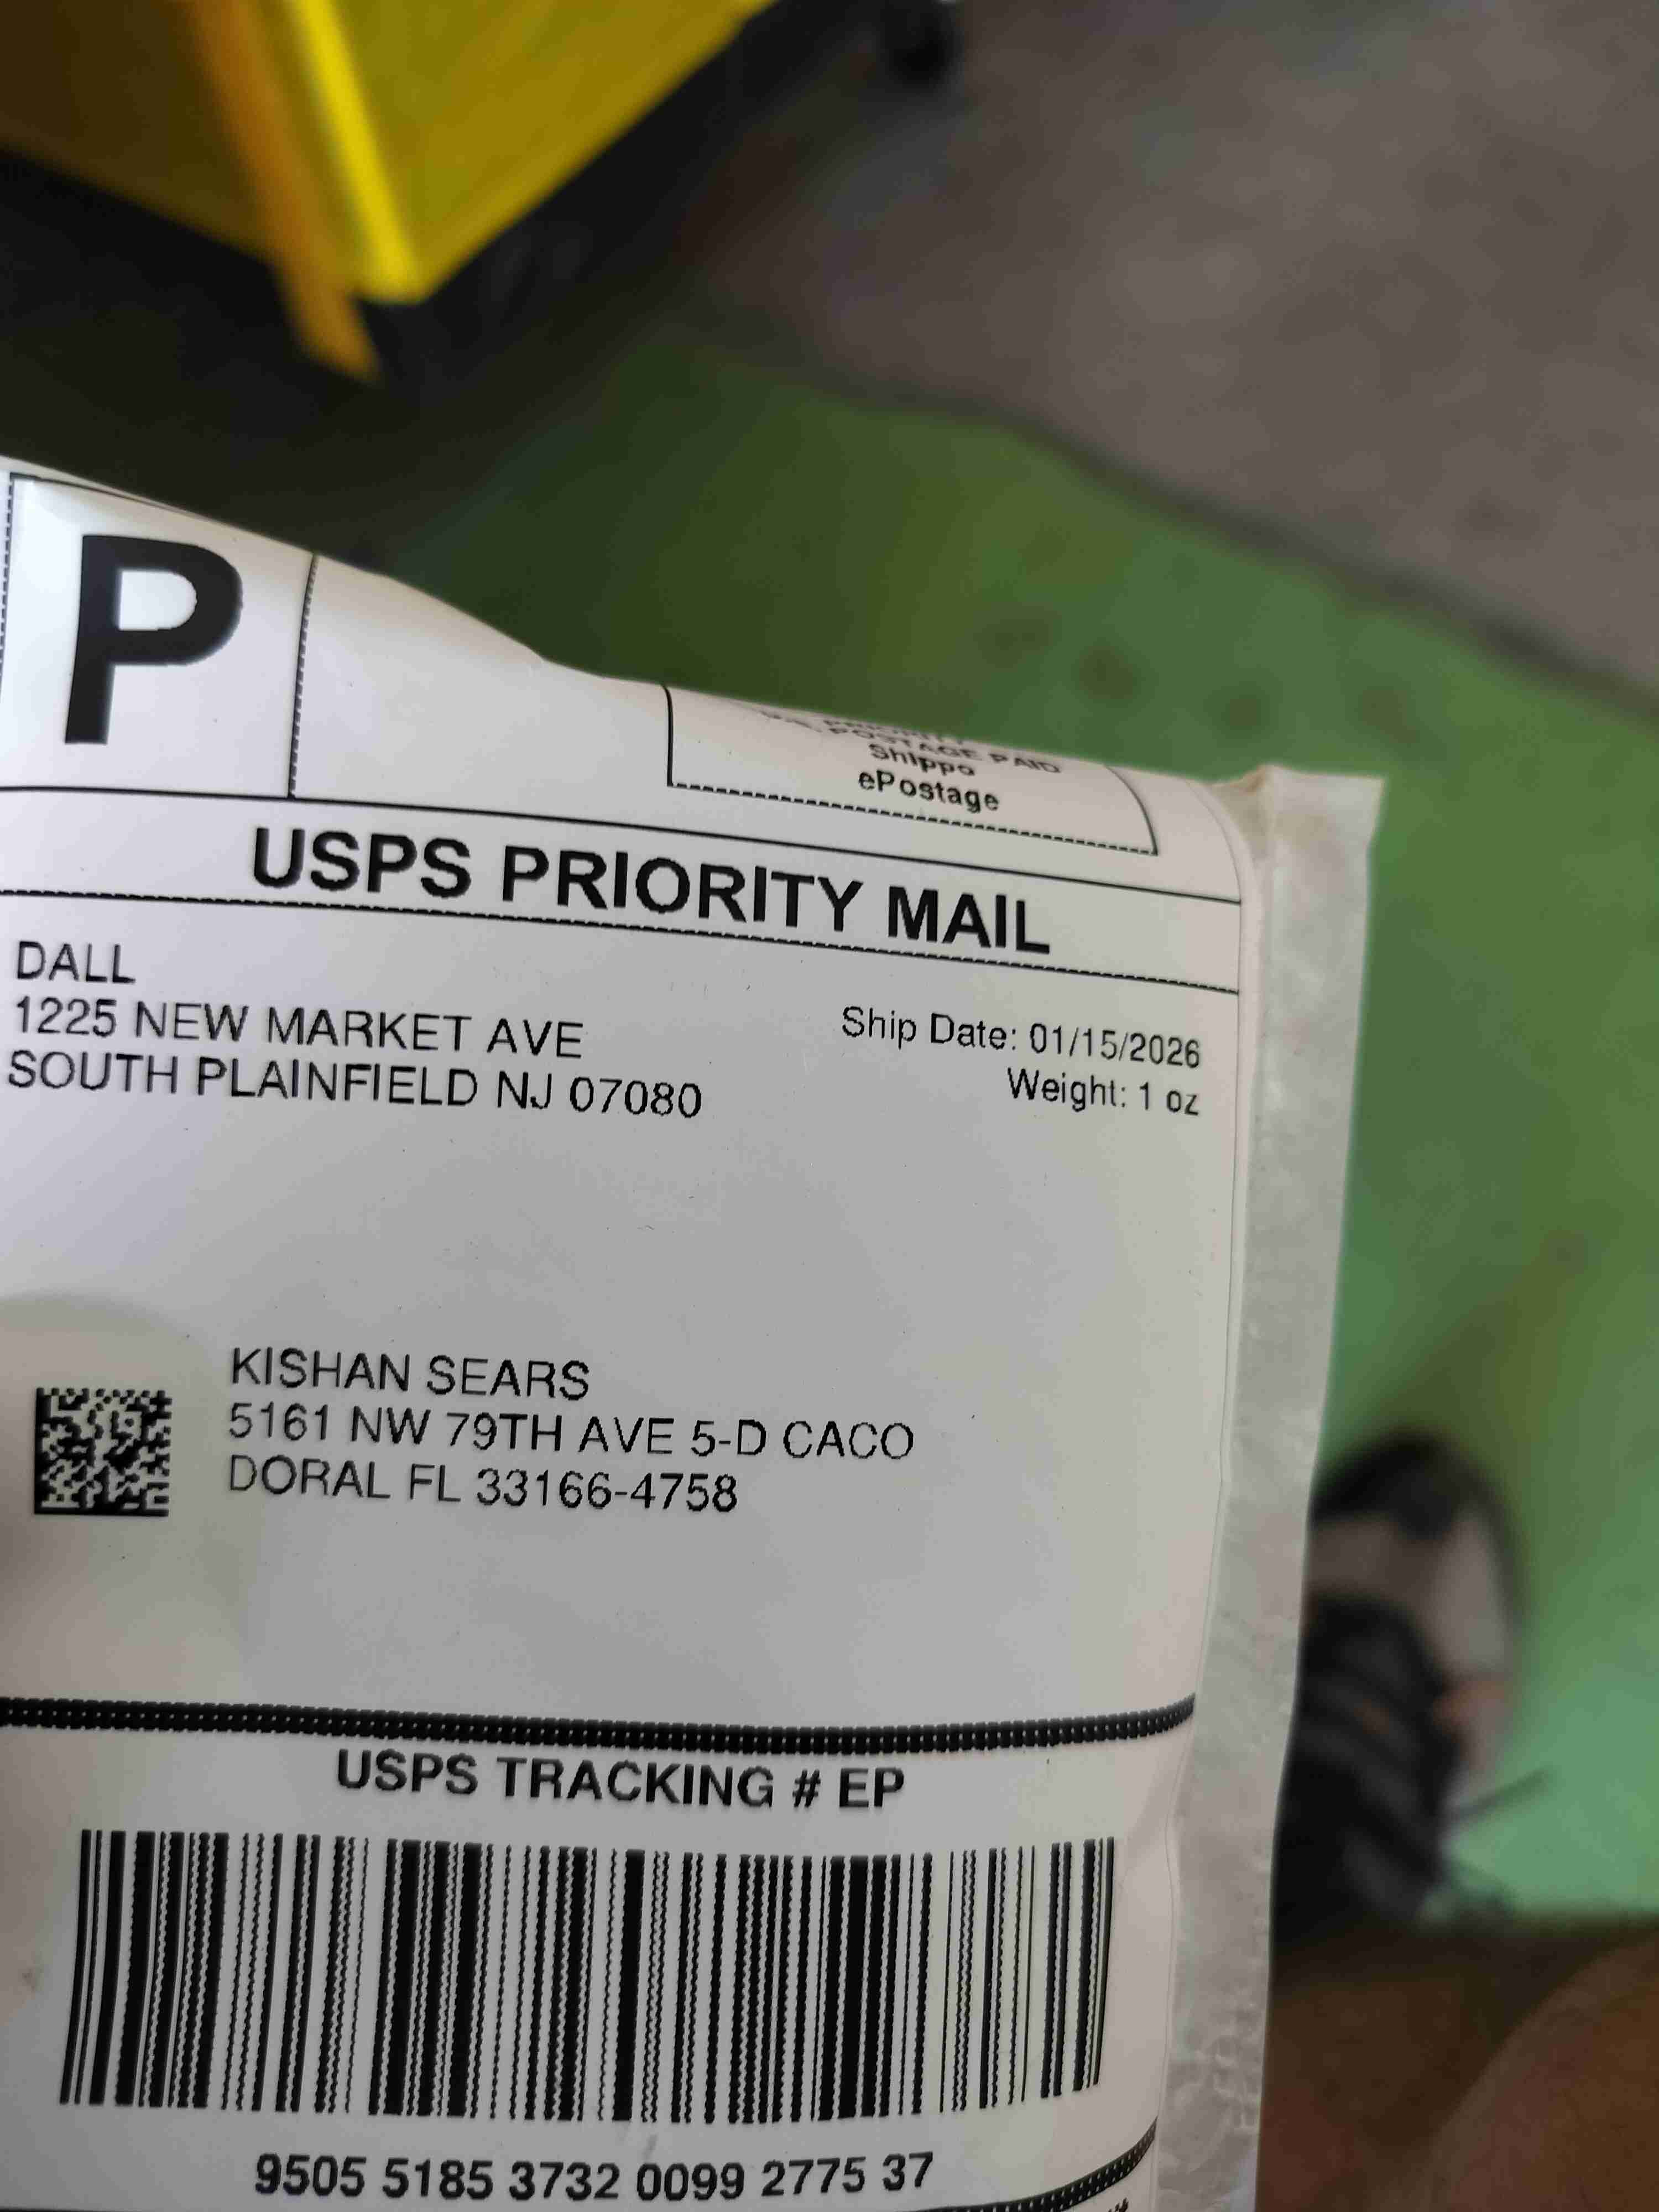 P
POSTAGE PAID
Shippo
ePostage
USPS PRIORITY MAIL
DALL
1225 NEW MARKET AVE
SOUTH PLAINFIELD NJ 07080
Ship Date: 01/15/2026
Weight: 1 oz
KISHAN SEARS
5161 NW 79TH AVE 5-D CACO
DORAL FL 33166-4758
USPS TRACKING # EP
9505 5185 3732 0099 2775 37